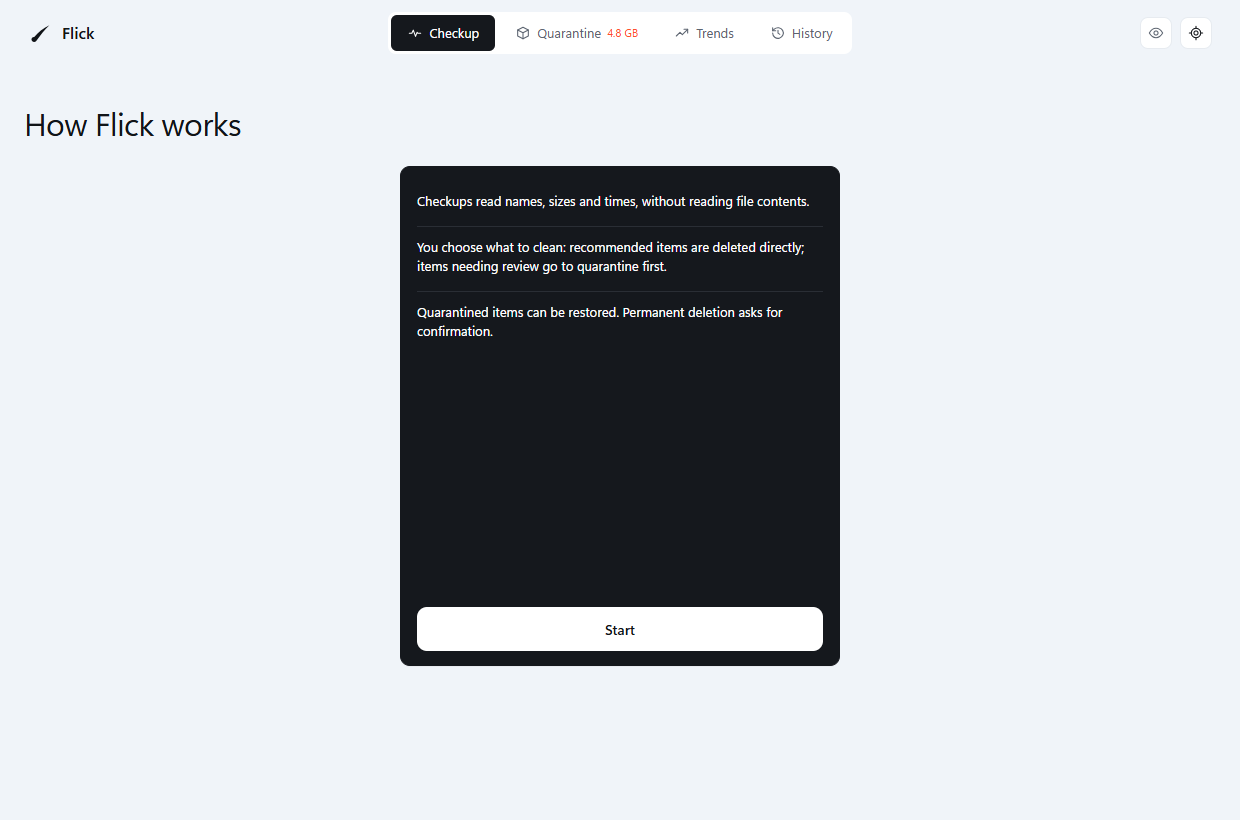 Flick
Checkup
Quarantine 4.8 GB
Trends
History
How Flick works
Checkups read names, sizes and times, without reading file contents.
You choose what to clean: recommended items are deleted directly;
items needing review go to quarantine first.
Quarantined items can be restored. Permanent deletion asks for
confirmation.
Start